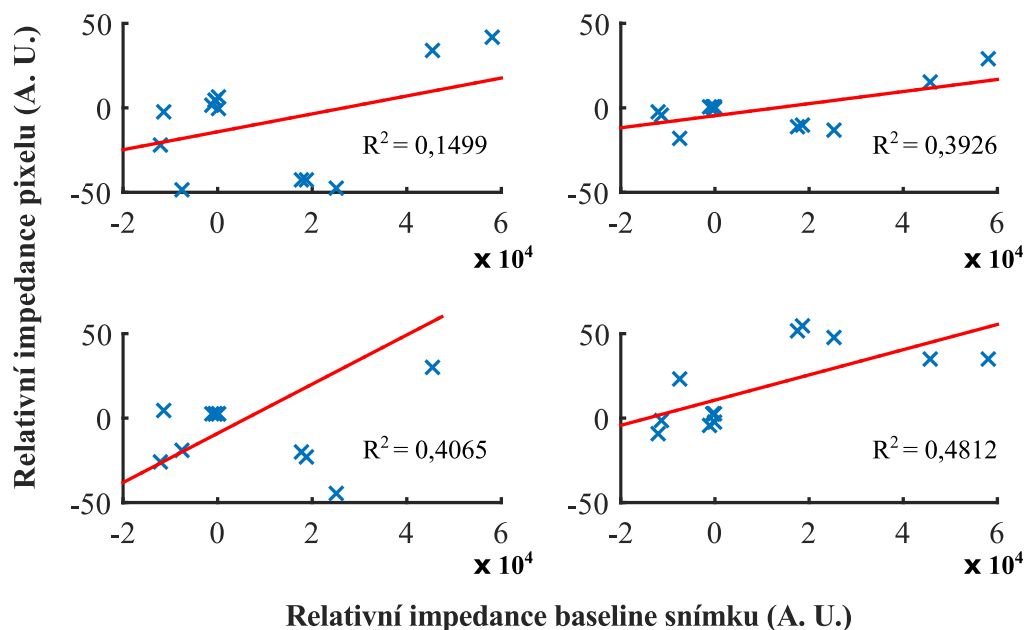 Relativní impedance pixelu (A. U.)
50
0
-50
-2 0 2 4 6
x 10⁴
R² = 0,1499
50
0
-50
-2 0 2 4 6
x 10⁴
R² = 0,3926
50
0
-50
-2 0 2 4 6
x 10⁴
R² = 0,4065
50
0
-50
-2 0 2 4 6
x 10⁴
R² = 0,4812
Relativní impedance baseline snímku (A. U.)